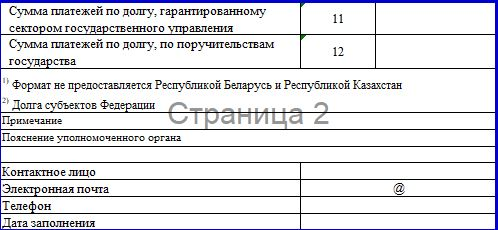 Сумма платежей по долгу, гарантированному
сектором государственного управления
11
Сумма платежей по долгу, по поручительствам
государства
12
1) Формат не предоставляется Республикой Беларусь и Республикой Казахстан
2) Долга субъектов Федерации
Страница 2
Примечание
Пояснение уполномоченного органа
Контактное лицо
Электронная почта
@
Телефон
Дата заполнения